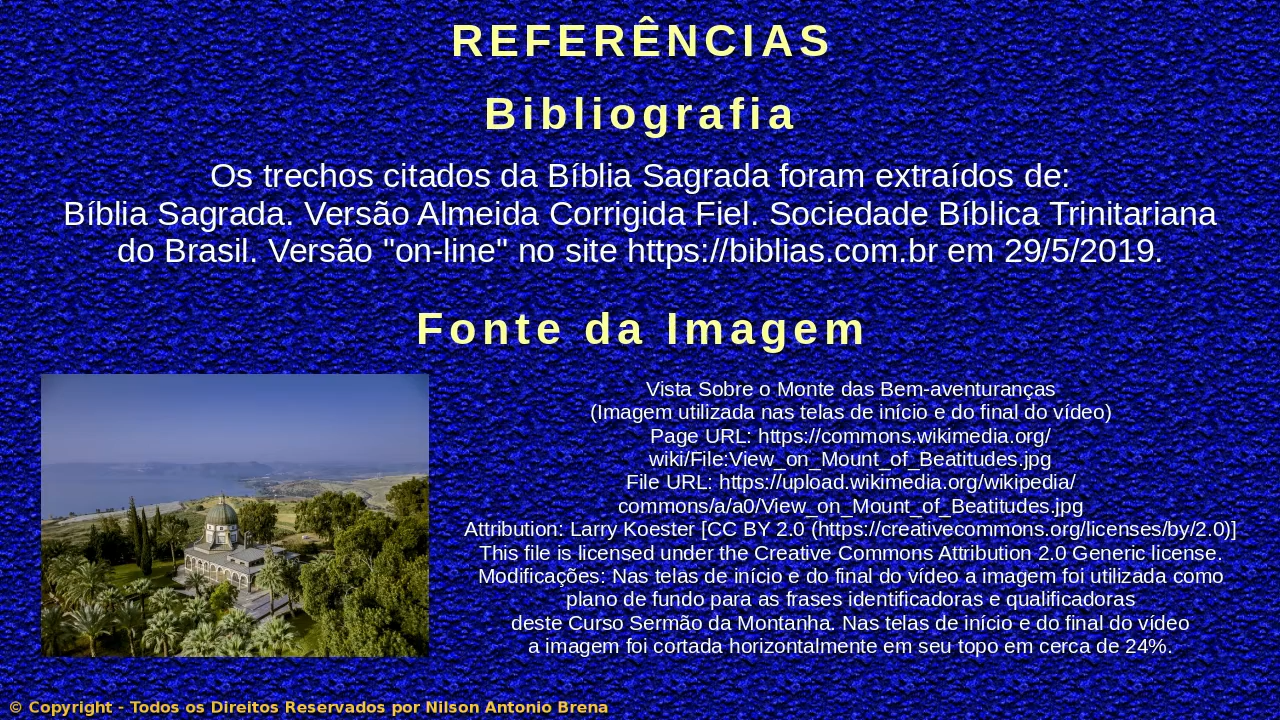 REFERÊNCIAS
Bibliografia
Os trechos citados da Bíblia Sagrada foram extraídos de:
Bíblia Sagrada. Versão Almeida Corrigida Fiel. Sociedade Bíblica Trinitariana
do Brasil. Versão "on-line" no site https://biblias.com.br em 29/5/2019.
Fonte da Imagem
Vista Sobre o Monte das Bem-aventuranças
(Imagem utilizada nas telas de início e do final do vídeo)
Page URL: https://commons.wikimedia.org/
wiki/File:View_on_Mount_of_Beatitudes.jpg
File URL: https://upload.wikimedia.org/wikipedia/
commons/a/a0/View_on_Mount_of_Beatitudes.jpg
Attribution: Larry Koester [CC BY 2.0 (https://creativecommons.org/licenses/by/2.0)]
This file is licensed under the Creative Commons Attribution 2.0 Generic license.
Modificações: Nas telas de início e do final do vídeo a imagem foi utilizada como
plano de fundo para as frases identificadoras e qualificadoras
deste Curso Sermão da Montanha. Nas telas de início e do final do vídeo
a imagem foi cortada horizontalmente em seu topo em cerca de 24%.
© Copyright - Todos os Direitos Reservados por Nilson Antonio Brena